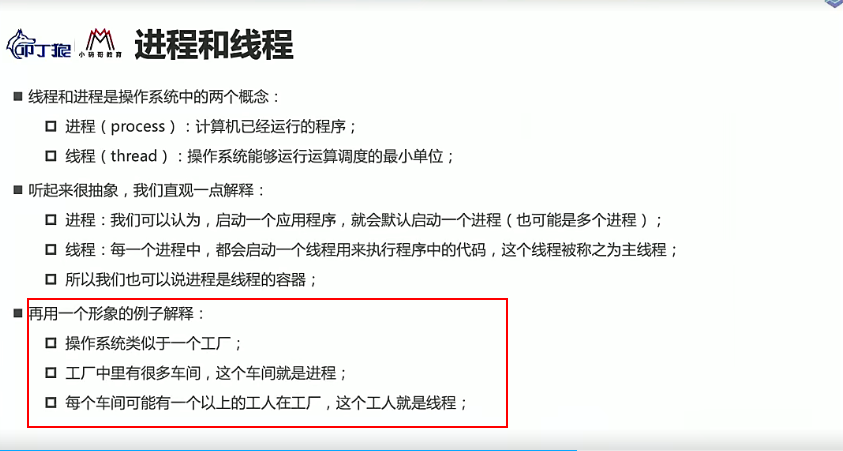 叩丁狼 小码哥教育 进程和线程
线程和进程是操作系统中的两个概念：
进程（process）：计算机已经运行的程序；
线程（thread）：操作系统能够运行运算调度的最小单位；
听起来很抽象，我们直观一点解释：
进程：我们可以认为，启动一个应用程序，就会默认启动一个进程（也可能是多个进程）；
线程：每一个进程中，都会启动一个线程用来执行程序中的代码，这个线程被称之为主线程；
所以我们也可以说进程是线程的容器；
再用一个形象的例子解释：
操作系统类似于一个工厂；
工厂中里有很多车间，这个车间就是进程；
每个车间可能有一个以上的工人在工厂，这个工人就是线程；